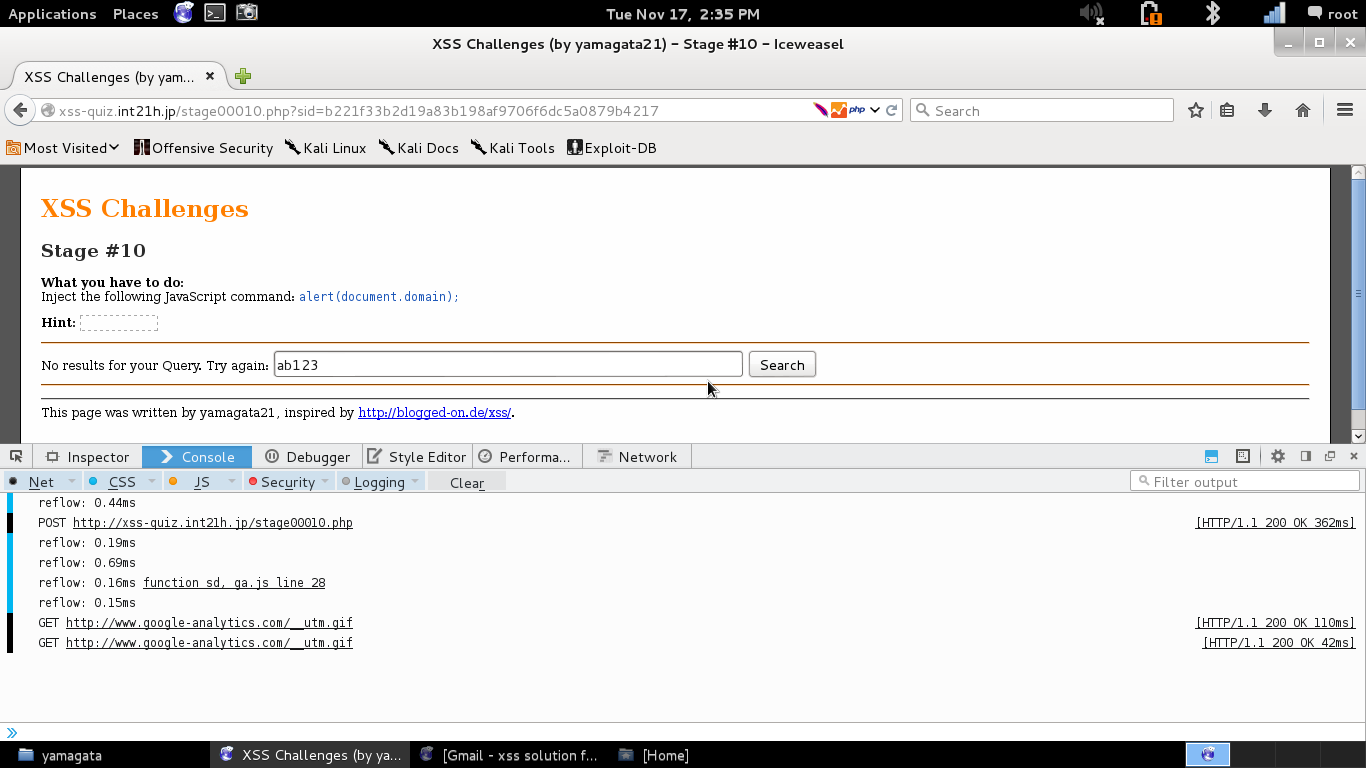 Applications Places Tue Nov 17, 2:35 PM root
XSS Challenges (by yamagata21) - Stage #10 - Iceweasel
XSS Challenges (by yam...
xss-quiz.int21h.jp/stage00010.php?sid=b221f33b2d19a83b198af9706f6dc5a0879b4217 php Search
Most Visited Offensive Security Kali Linux Kali Docs Kali Tools Exploit-DB
XSS Challenges
Stage #10
What you have to do:
Inject the following JavaScript command: alert(document.domain);
Hint:
No results for your Query. Try again: ab123 Search
This page was written by yamagata21, inspired by http://blogged-on.de/xss/.
Inspector Console Debugger Style Editor Performa... Network
Net CSS JS Security Logging Clear Filter output
reflow: 0.44ms
POST http://xss-quiz.int21h.jp/stage00010.php [HTTP/1.1 200 OK 362ms]
reflow: 0.19ms
reflow: 0.69ms
reflow: 0.16ms function sd, ga.js line 28
reflow: 0.15ms
GET http://www.google-analytics.com/__utm.gif [HTTP/1.1 200 OK 110ms]
GET http://www.google-analytics.com/__utm.gif [HTTP/1.1 200 OK 42ms]
yamagata XSS Challenges (by ya... [Gmail - xss solution f... [Home]